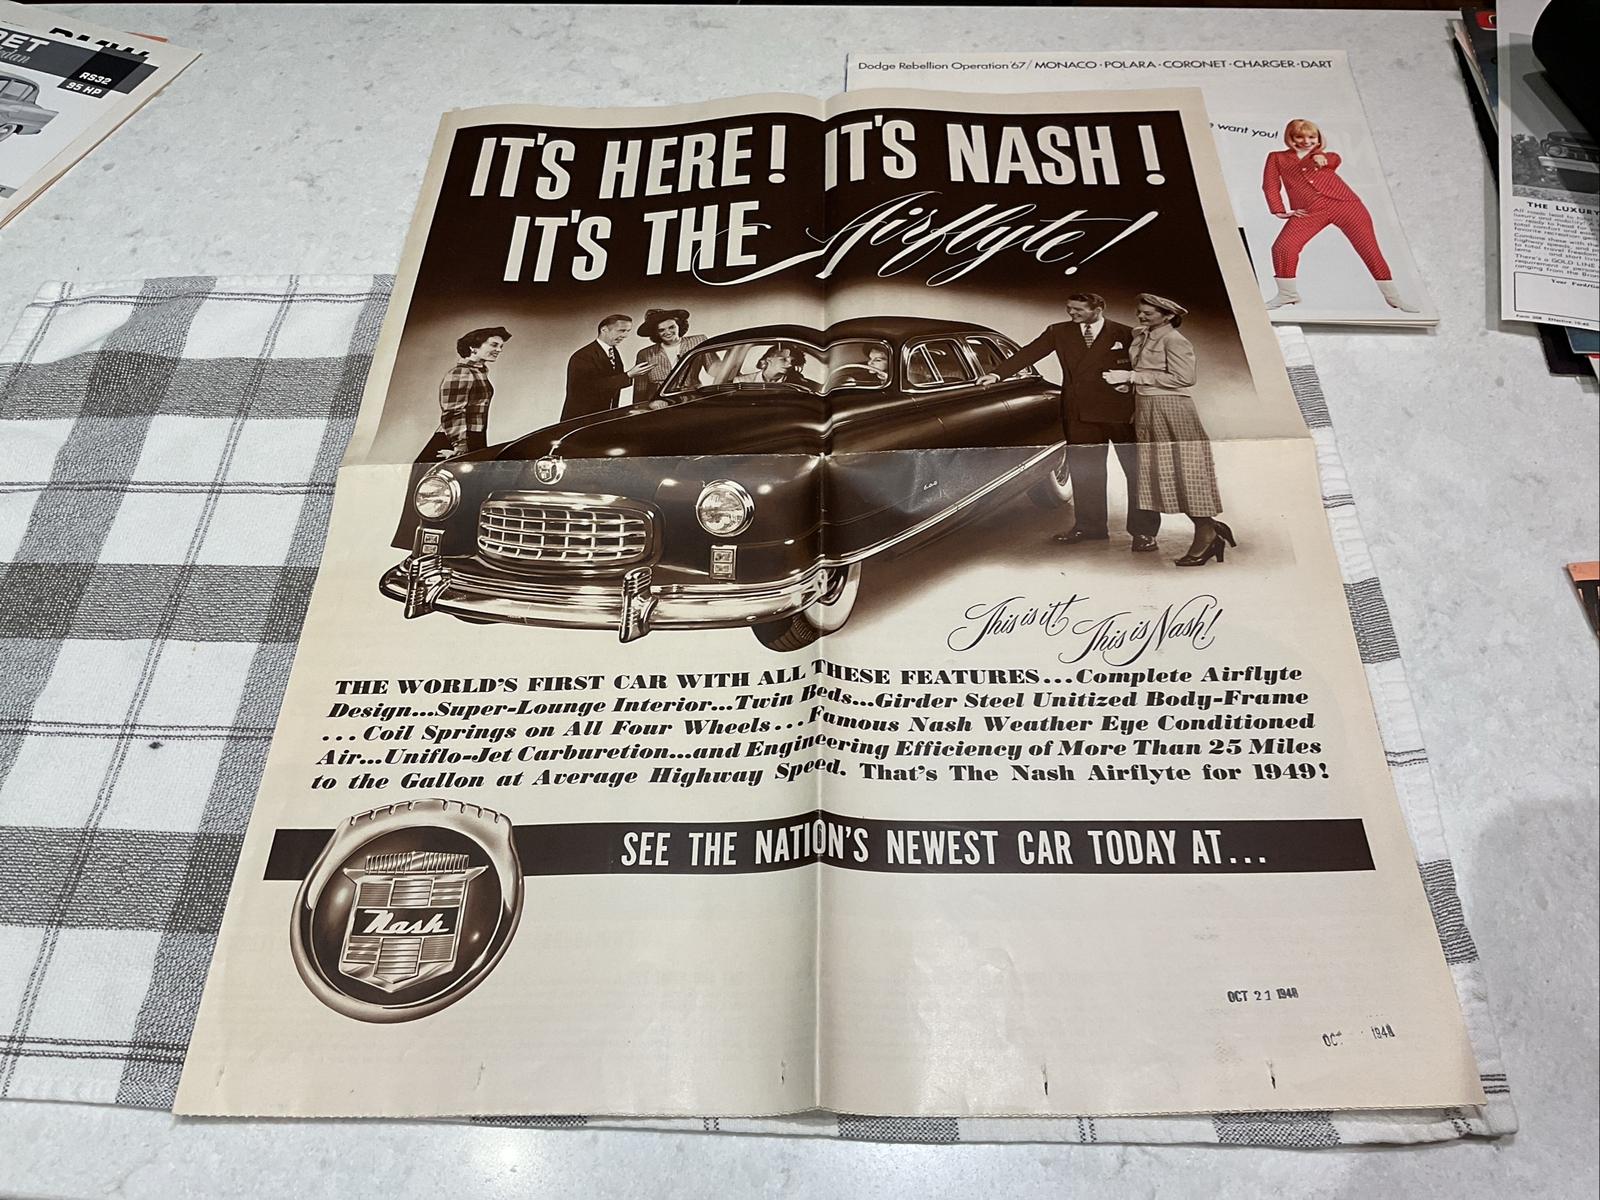 IT'S HERE! IT'S NASH!
IT'S THE Airflyte!
This is it! This is Nash!
THE WORLD'S FIRST CAR WITH ALL THESE FEATURES...Complete Airflyte
Design...Super-Lounge Interior...Twin Beds...Girder Steel Unitized Body-Frame
...Coil Springs on All Four Wheels...Famous Nash Weather Eye Conditioned
Air...Uniflo-Jet Carburetion...and Engineering Efficiency of More Than 25 Miles
to the Gallon at Average Highway Speed. That's The Nash Airflyte for 1949!
SEE THE NATION'S NEWEST CAR TODAY AT...
Nash
OCT 21 1948
1948
Dodge Rebellion Operation '67/MONACO·POLARA·CORONET·CHARGER·DART
want you!
RS32
95 HP
THE LUXURY